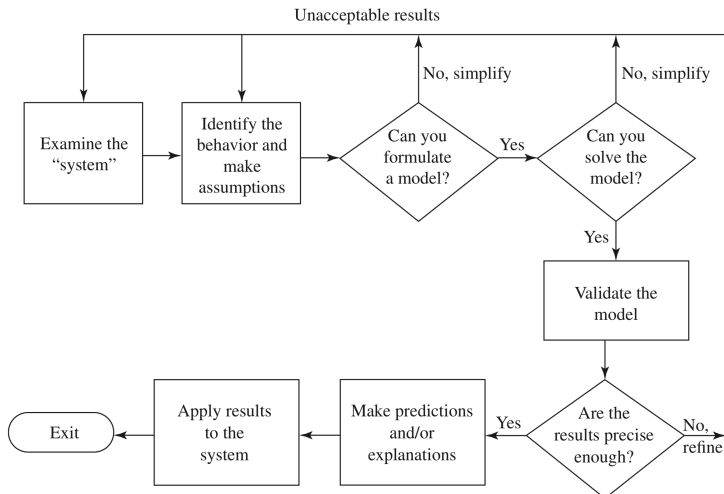 Unacceptable results
No, simplify
No, simplify
Examine the
“system”
Identify the
behavior and
make
assumptions
Can you
formulate
a model?
Yes
Can you
solve the
model?
Yes
Validate the
model
Are the
results precise
enough?
No,
refine
Yes
Make predictions
and/or
explanations
Apply results
to the
system
Exit